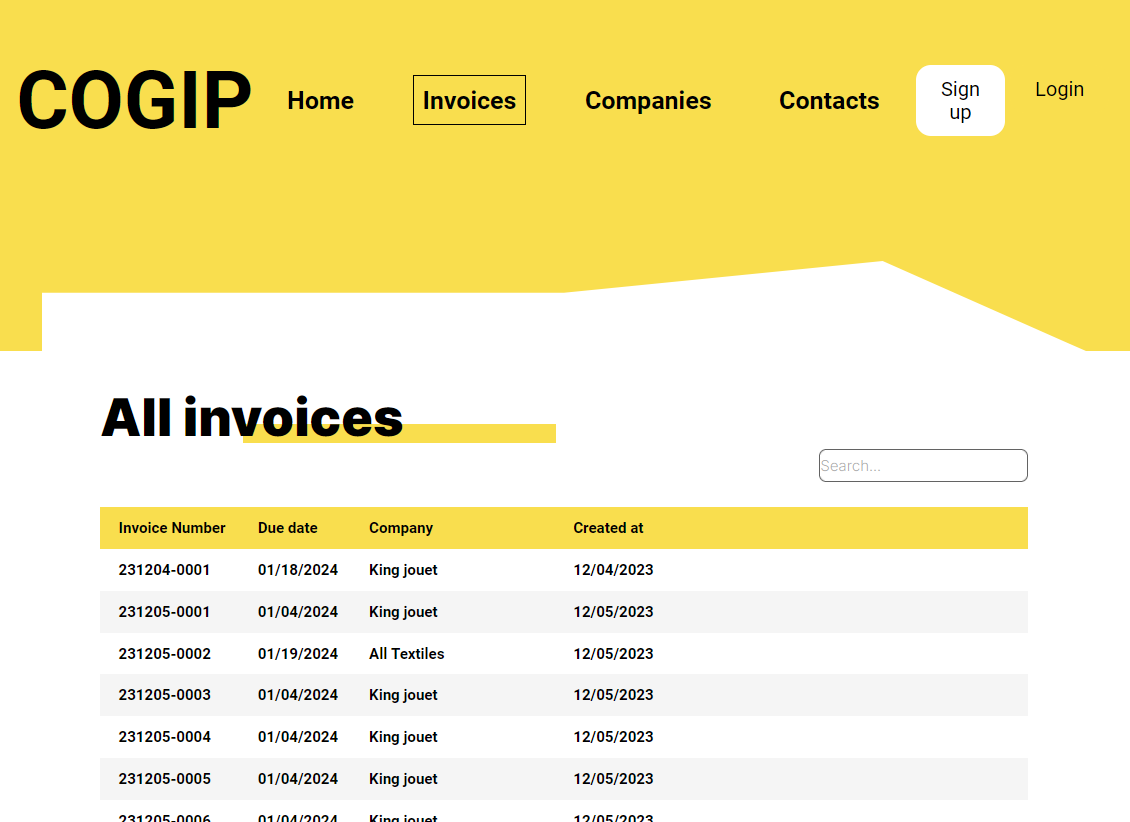 COGIP Home Invoices Companies Contacts Sign up Login
All invoices
Search...
Invoice Number Due date Company Created at
231204-0001 01/18/2024 King jouet 12/04/2023
231205-0001 01/04/2024 King jouet 12/05/2023
231205-0002 01/19/2024 All Textiles 12/05/2023
231205-0003 01/04/2024 King jouet 12/05/2023
231205-0004 01/04/2024 King jouet 12/05/2023
231205-0005 01/04/2024 King jouet 12/05/2023
231205-0006 01/04/2024 King jouet 12/05/2023